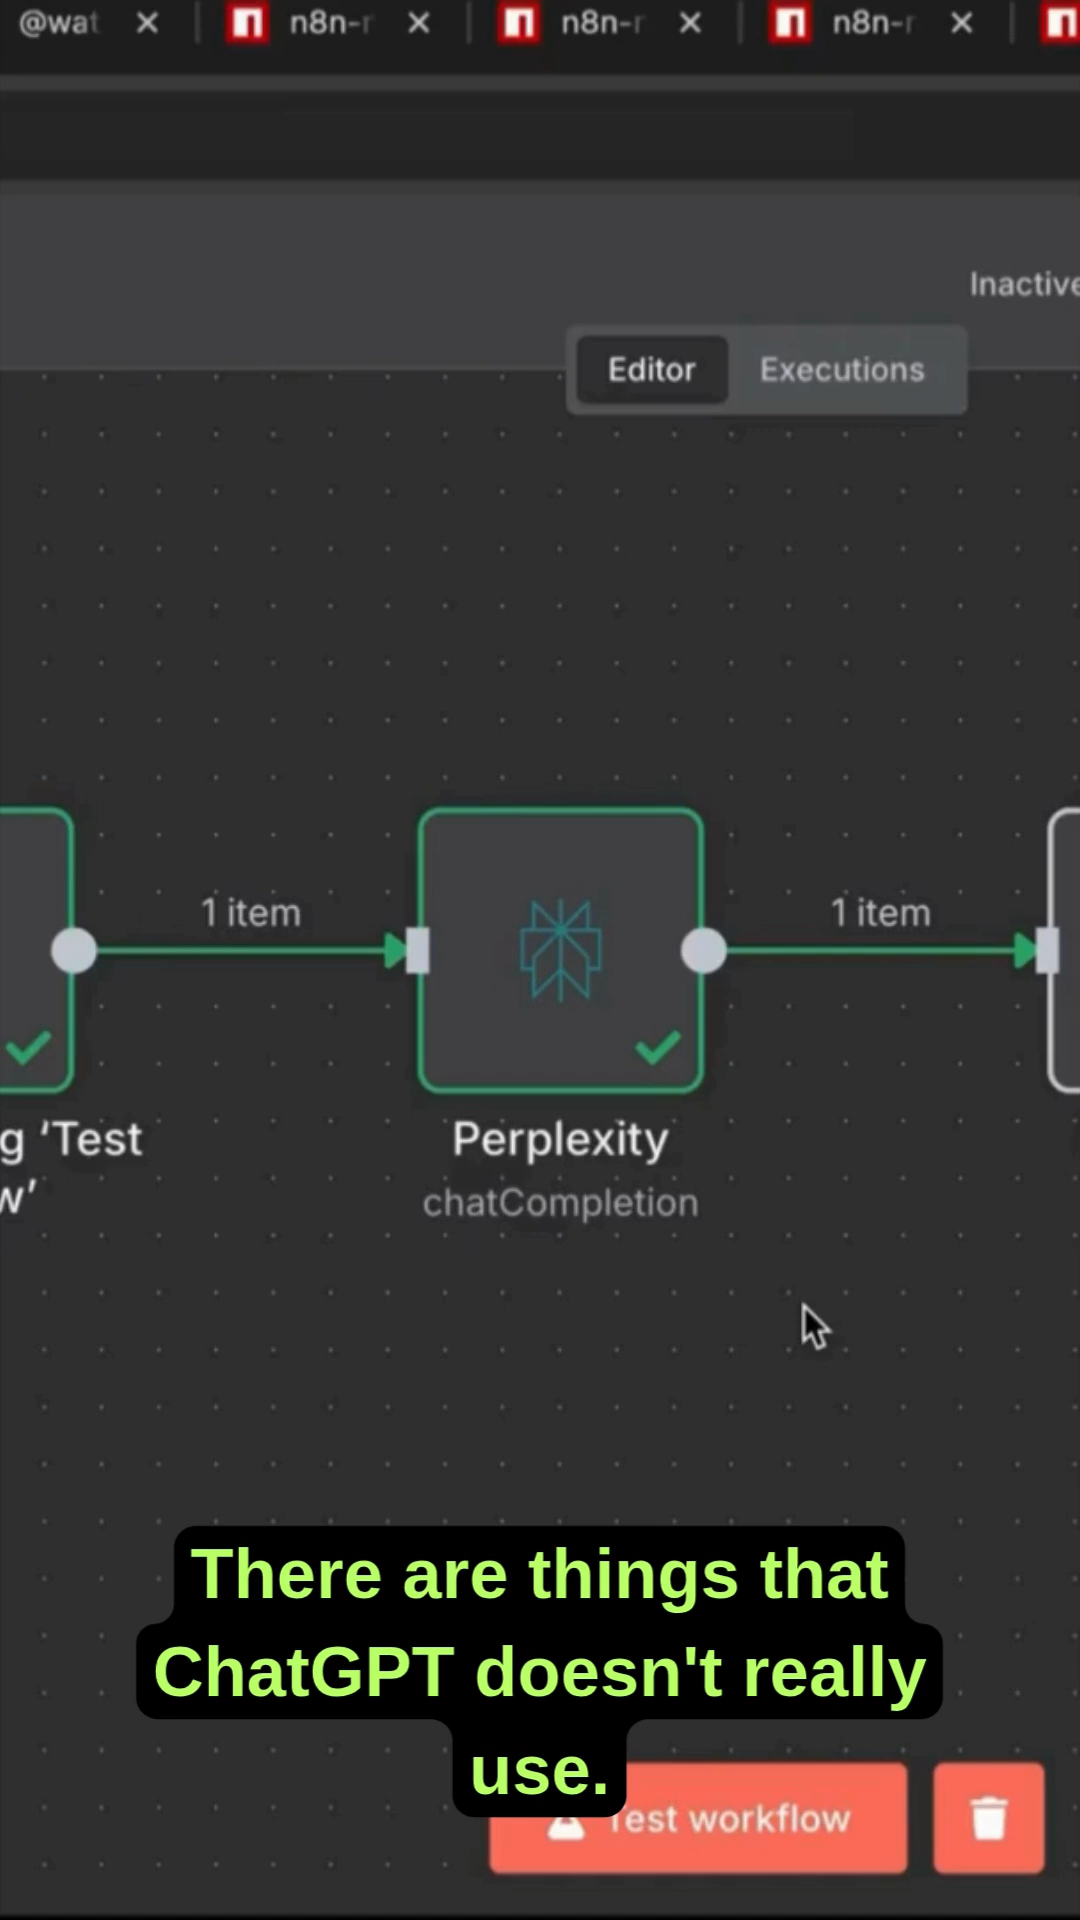 @wat
n8n-r
n8n-r
n8n-r
Inactive
Editor
Executions
1 item
1 item
g 'Test
w'
Perplexity
chatCompletion
There are things that
ChatGPT doesn't really
use.
Test workflow